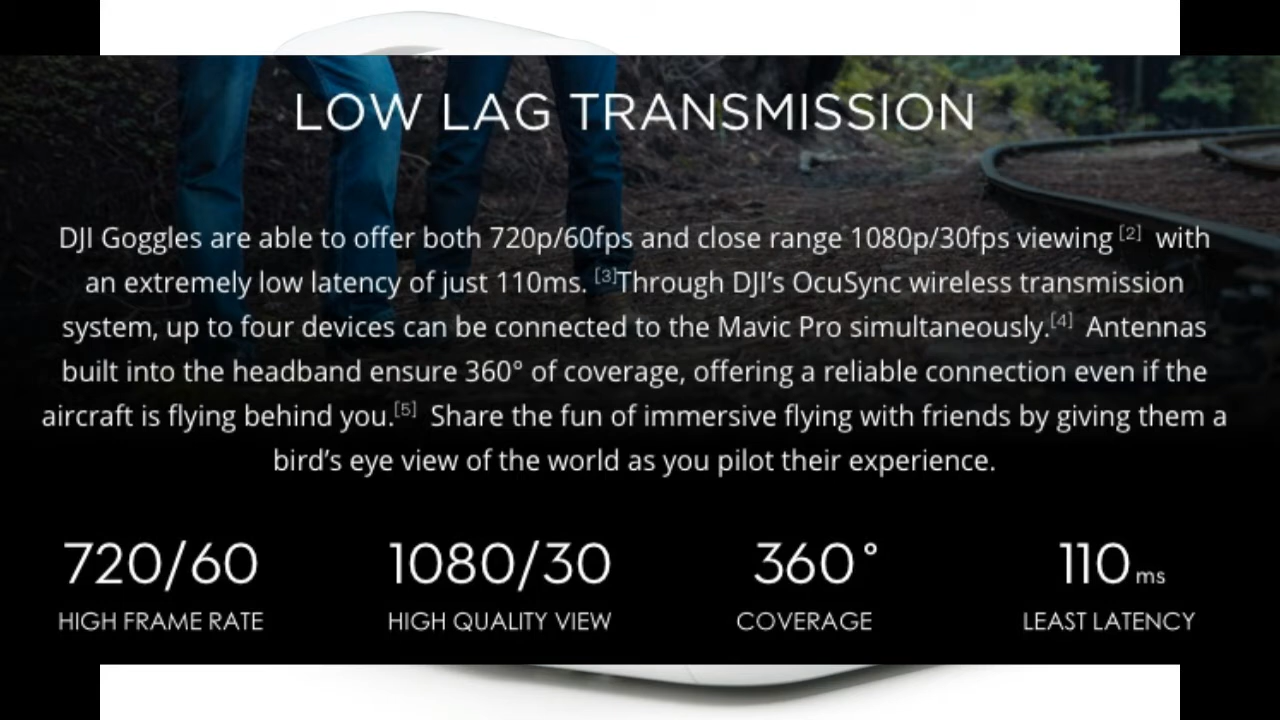 LOW LAG TRANSMISSION
DJI Goggles are able to offer both 720p/60fps and close range 1080p/30fps viewing [2] with
an extremely low latency of just 110ms. [3]Through DJI’s OcuSync wireless transmission
system, up to four devices can be connected to the Mavic Pro simultaneously.[4] Antennas
built into the headband ensure 360° of coverage, offering a reliable connection even if the
aircraft is flying behind you.[5] Share the fun of immersive flying with friends by giving them a
bird’s eye view of the world as you pilot their experience.
720/60 1080/30 360° 110 ms
HIGH FRAME RATE HIGH QUALITY VIEW COVERAGE LEAST LATENCY